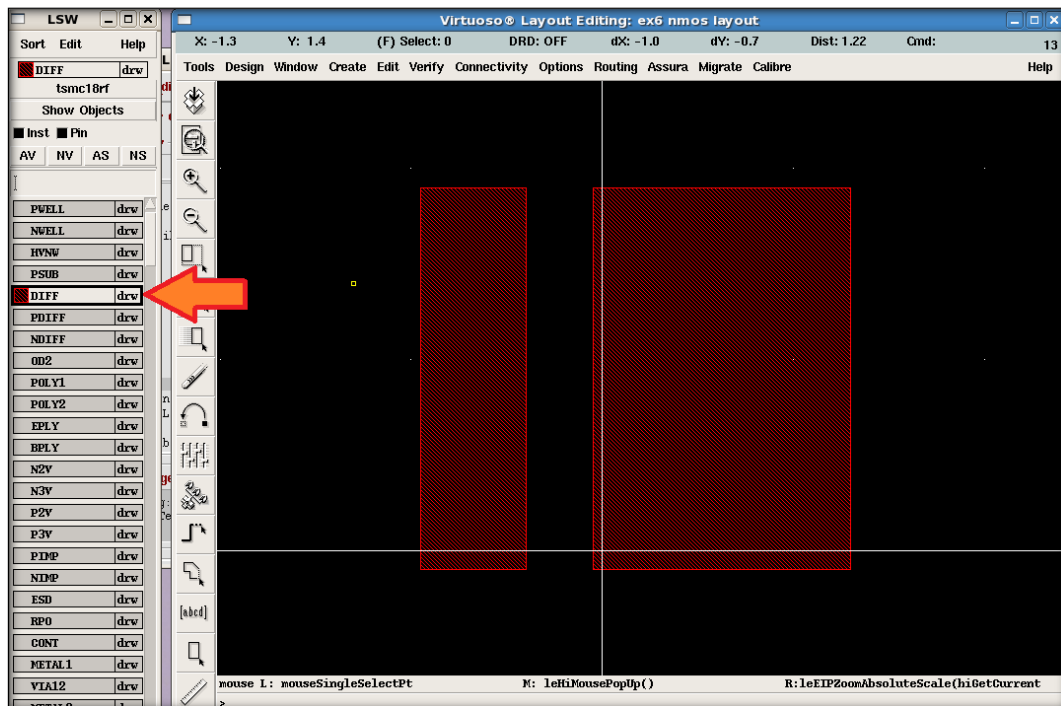 LSW
Sort Edit Help
DIFF drw
tsmc18rf
Show Objects
Inst Pin
AV NV AS NS
PWELL drw
NWELL drw
HVNW drw
PSUB drw
DIFF drw
PDIFF drw
NDIFF drw
OD2 drw
POLY1 drw
POLY2 drw
EPLY drw
BPLY drw
N2V drw
N3V drw
P2V drw
P3V drw
PIMP drw
NIMP drw
ESD drw
RPO drw
CONT drw
METAL1 drw
VIA12 drw
Virtuoso® Layout Editing: ex6 nmos layout
X: -1.3 Y: 1.4 (F) Select: 0 DRD: OFF dX: -1.0 dY: -0.7 Dist: 1.22 Cmd: 13
Tools Design Window Create Edit Verify Connectivity Options Routing Assura Migrate Calibre Help
[abcd]
mouse L: mouseSingleSelectPt M: leHiMousePopUp() R:leEIPZoomAbsoluteScale(hiGetCurrent
>